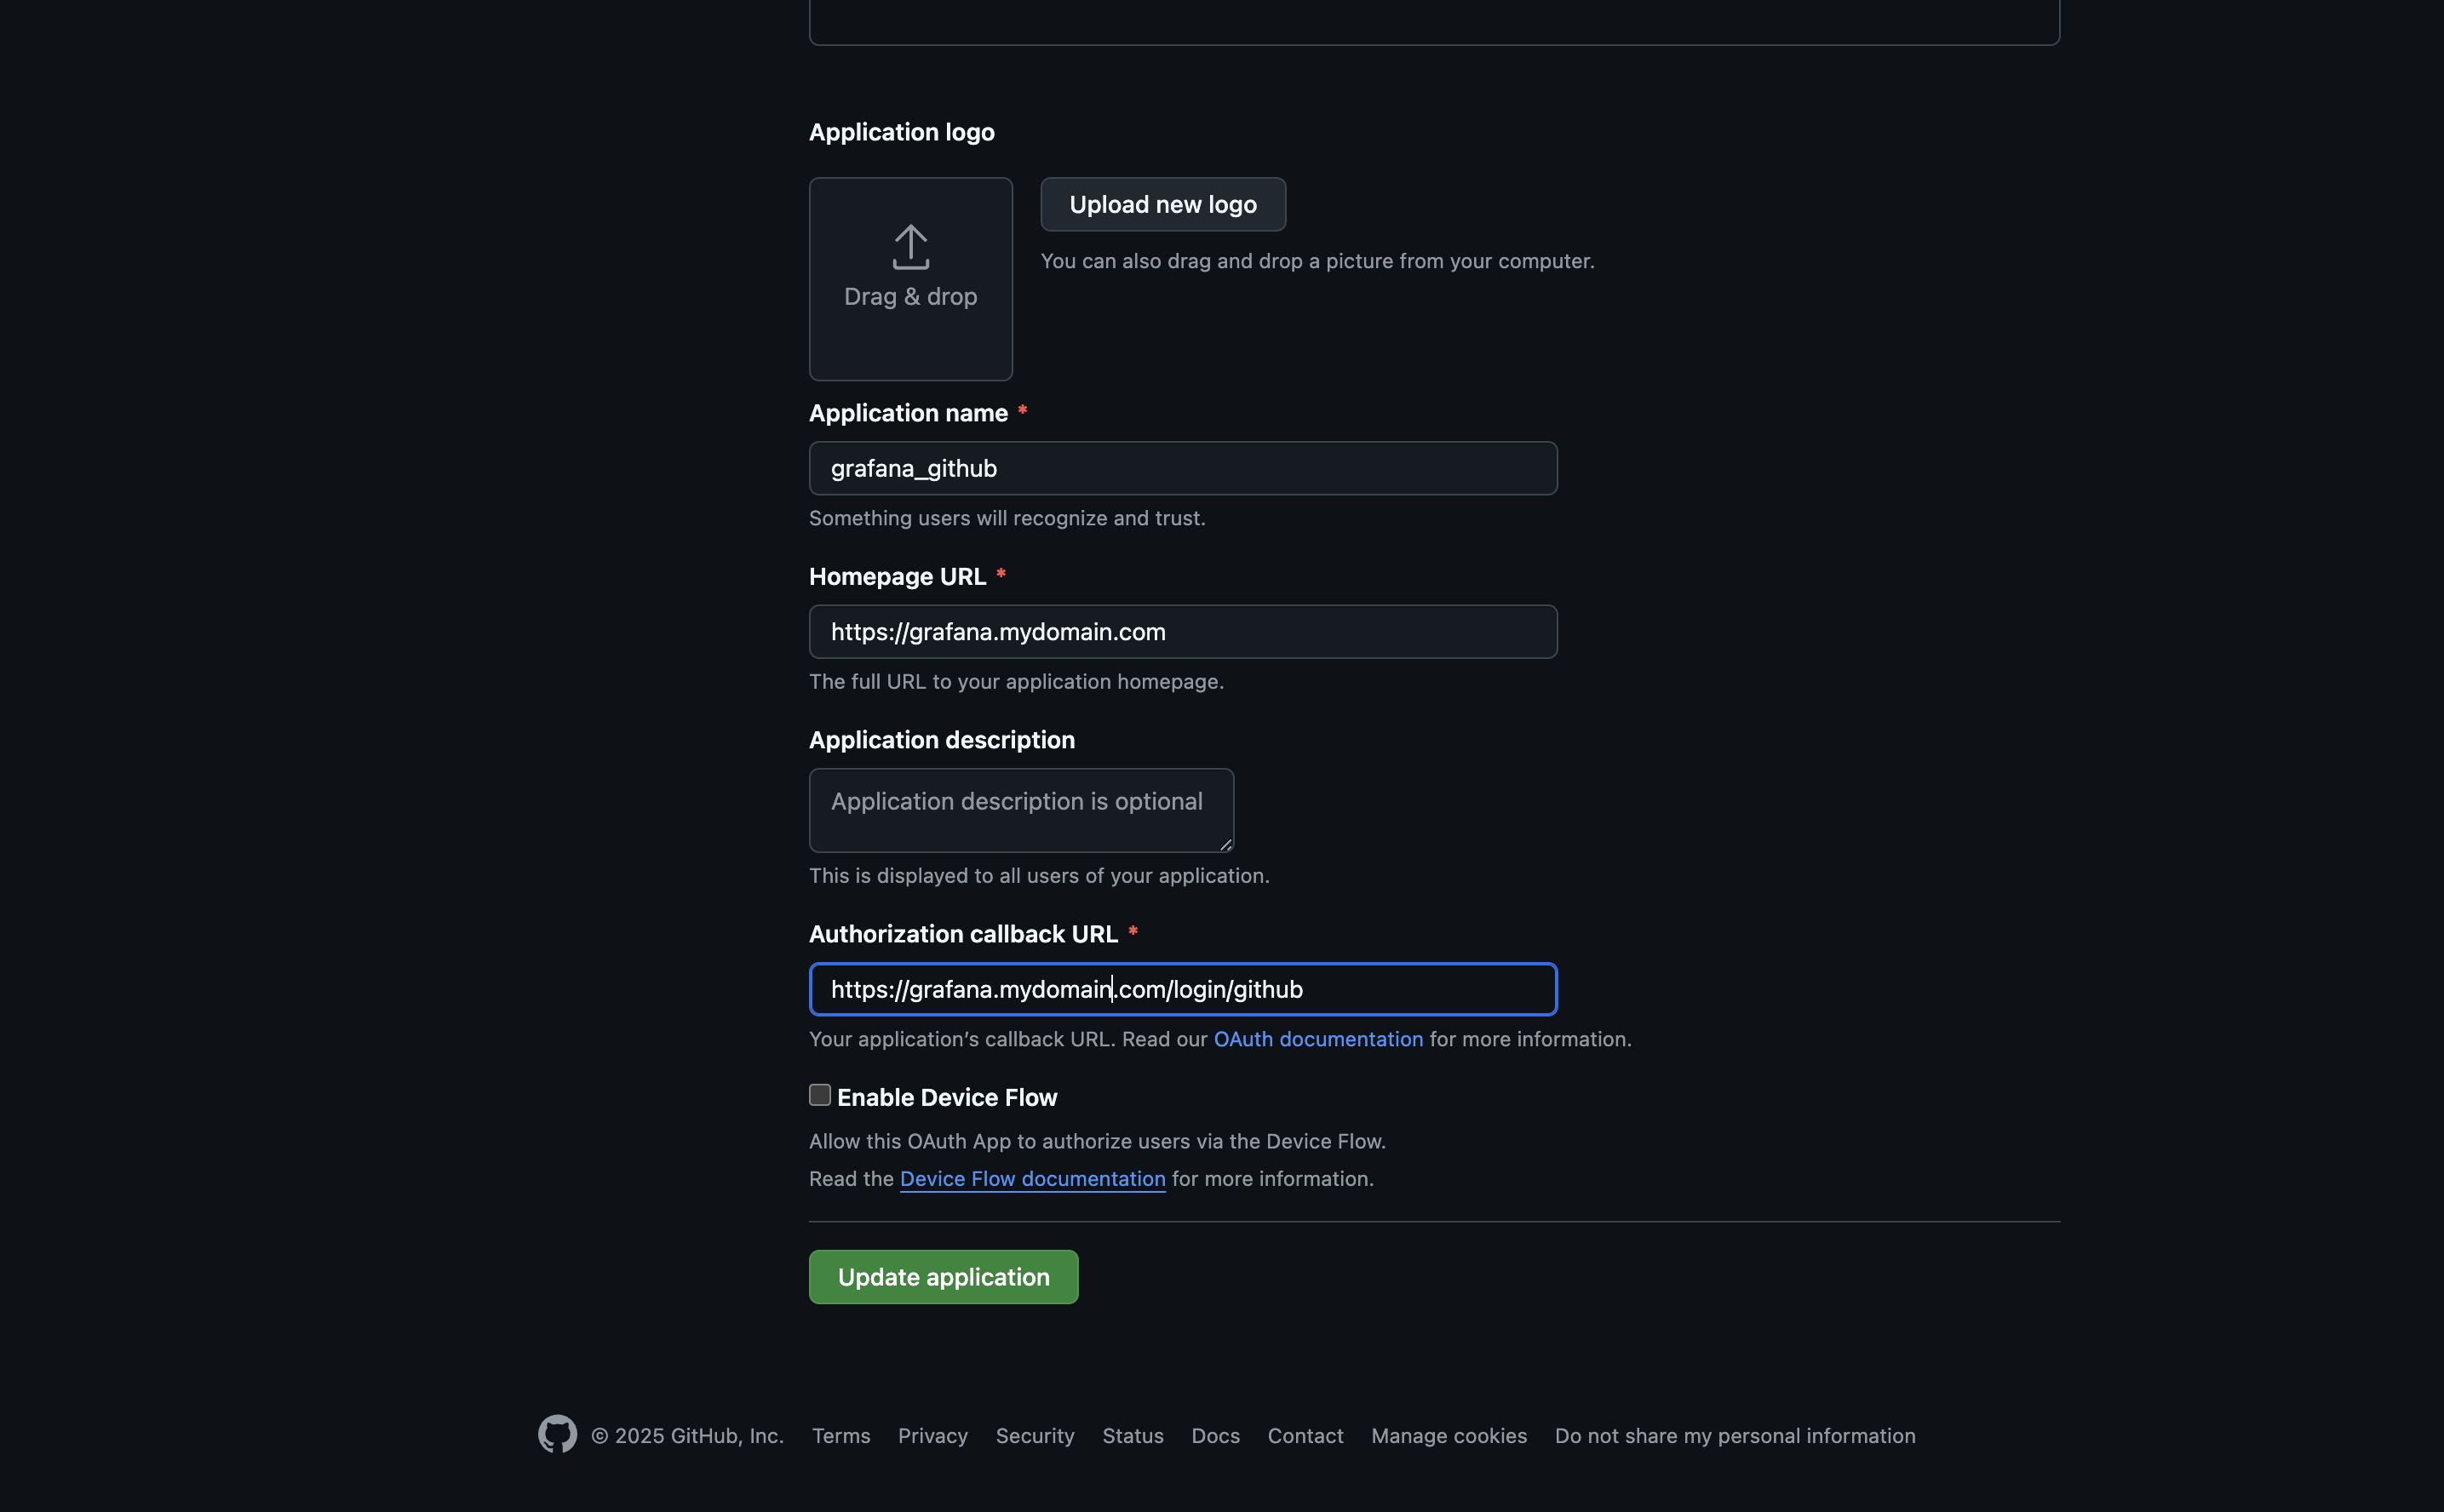 Application logo
Upload new logo
You can also drag and drop a picture from your computer.
Drag & drop
Application name *
grafana_github
Something users will recognize and trust.
Homepage URL *
https://grafana.mydomain.com
The full URL to your application homepage.
Application description
Application description is optional
This is displayed to all users of your application.
Authorization callback URL *
https://grafana.mydomain.com/login/github
Your application’s callback URL. Read our OAuth documentation for more information.
Enable Device Flow
Allow this OAuth App to authorize users via the Device Flow.
Read the Device Flow documentation for more information.
Update application
© 2025 GitHub, Inc. Terms Privacy Security Status Docs Contact Manage cookies Do not share my personal information